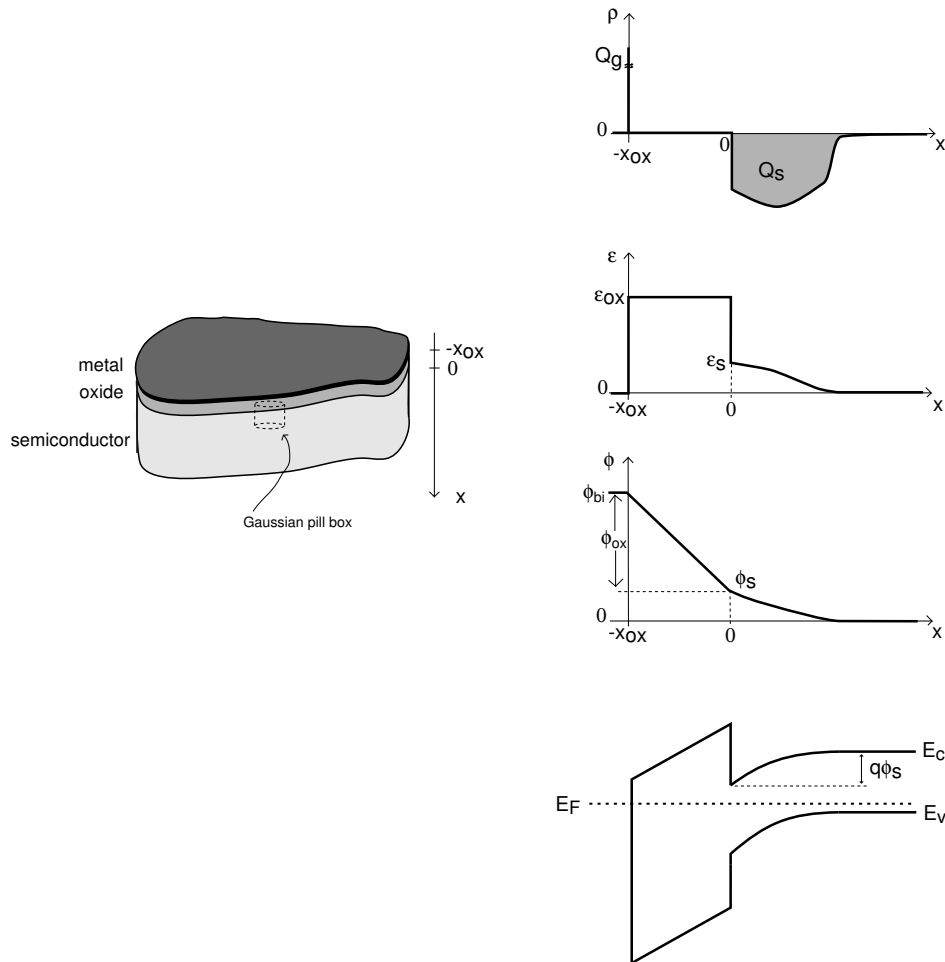 metal
oxide
semiconductor
-xox
0
x
Gaussian pill box
ρ
Qg
0
-xox
0
x
Qs
ε
εox
εs
0
-xox
0
x
ϕ
ϕbi
ϕox
ϕs
0
-xox
0
x
Ec
qϕs
EF
Ev